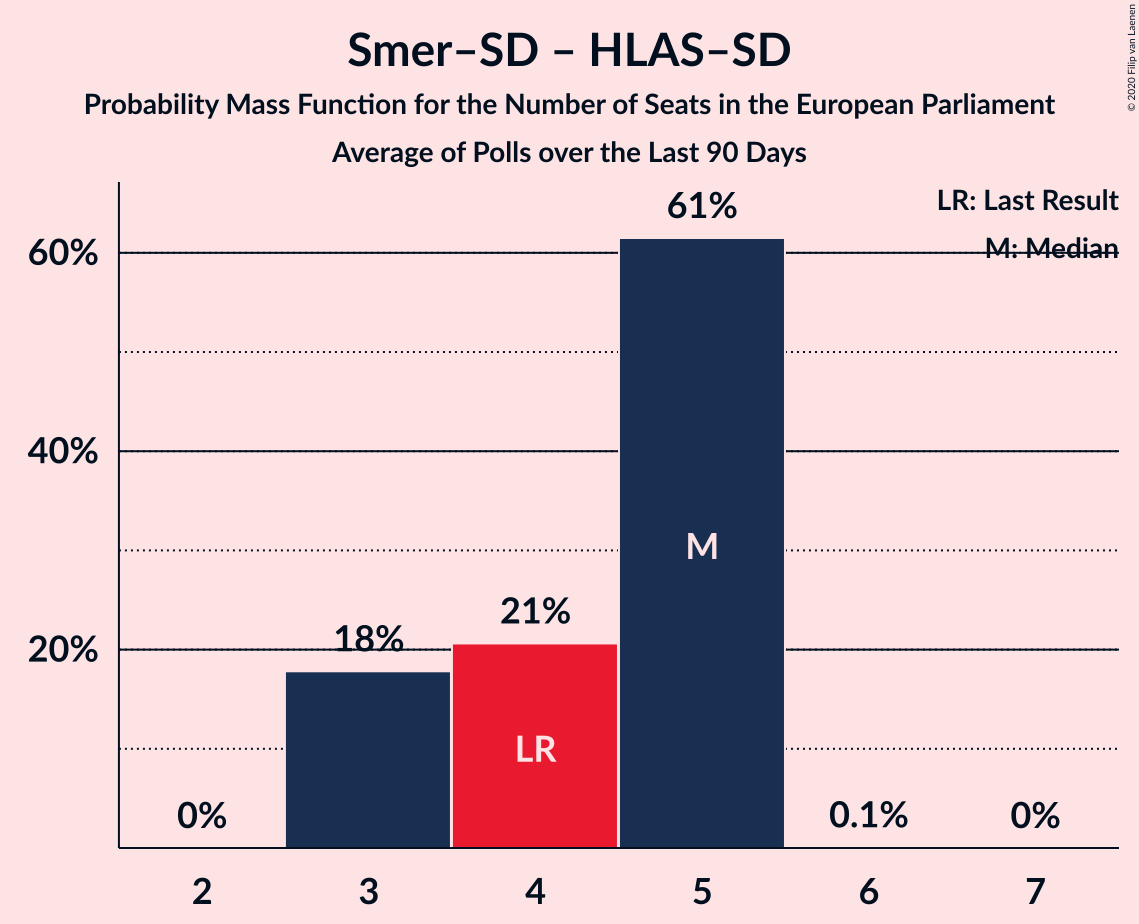 Smer–SD – HLAS–SD
Probability Mass Function for the Number of Seats in the European Parliament
Average of Polls over the Last 90 Days
© 2020 Filip van Laenen
LR: Last Result
M: Median
61%
60%
40%
M
21%
18%
20%
LR
0%
0.1%
0%
2 3 4 5 6 7